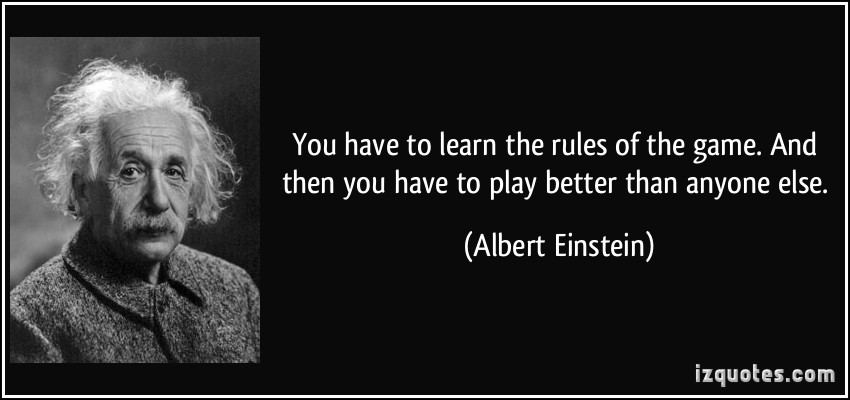 You have to learn the rules of the game. And
then you have to play better than anyone else.
(Albert Einstein)
izquotes.com